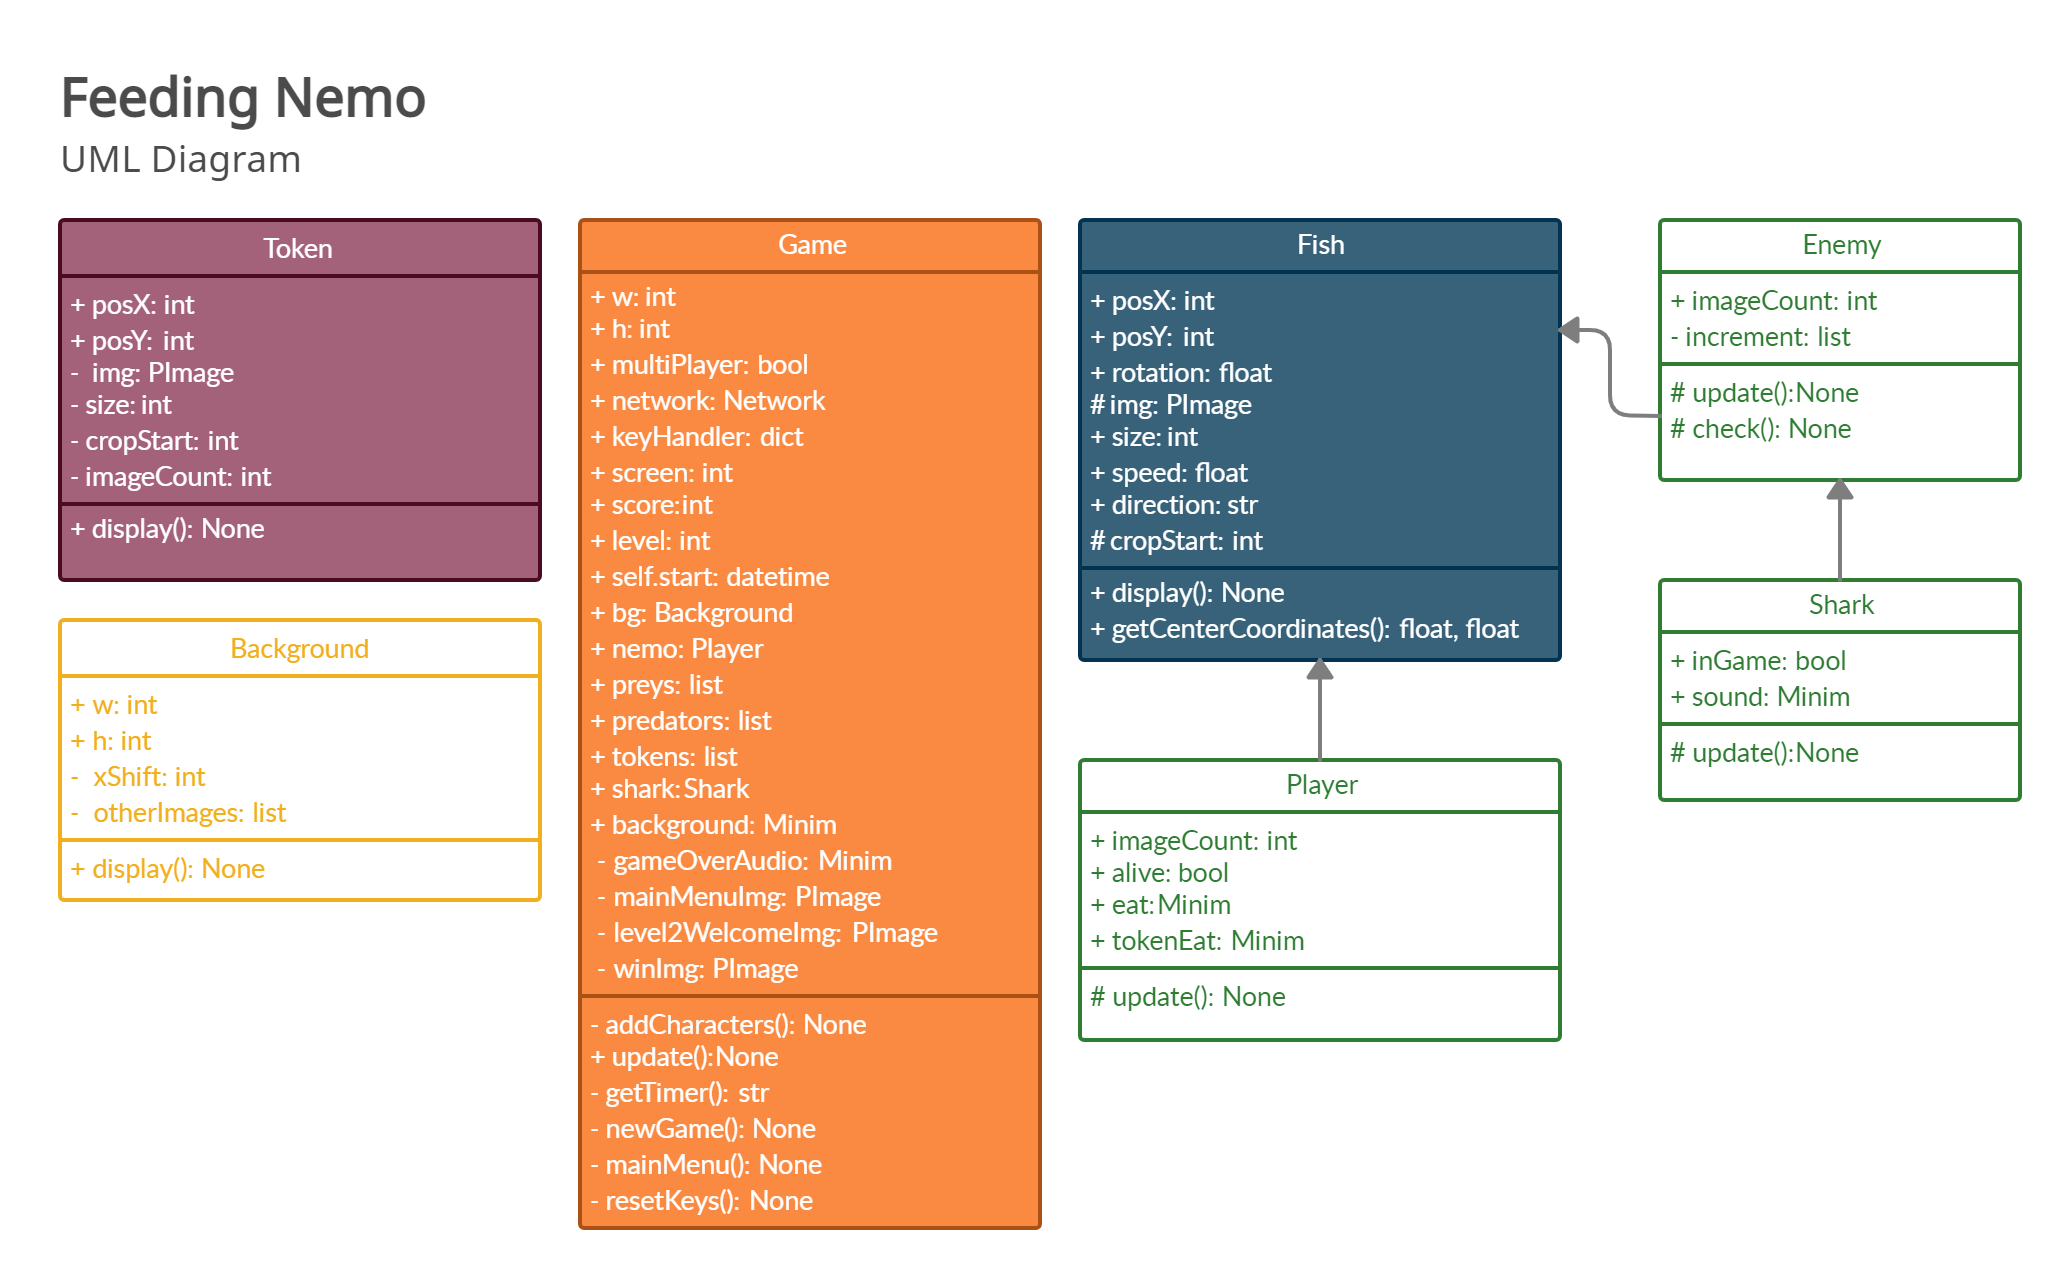 Feeding Nemo
UML Diagram
Token
+ posX: int
+ posY: int
- img: PImage
- size: int
- cropStart: int
- imageCount: int
+ display(): None
Background
+ w: int
+ h: int
- xShift: int
- otherImages: list
+ display(): None
Game
+ w: int
+ h: int
+ multiPlayer: bool
+ network: Network
+ keyHandler: dict
+ screen: int
+ score:int
+ level: int
+ self.start: datetime
+ bg: Background
+ nemo: Player
+ preys: list
+ predators: list
+ tokens: list
+ shark:Shark
+ background: Minim
- gameOverAudio: Minim
- mainMenuImg: PImage
- level2WelcomeImg: PImage
- winImg: PImage
- addCharacters(): None
+ update():None
- getTimer(): str
- newGame(): None
- mainMenu(): None
- resetKeys(): None
Fish
+ posX: int
+ posY: int
+ rotation: float
# img: PImage
+ size: int
+ speed: float
+ direction: str
# cropStart: int
+ display(): None
+ getCenterCoordinates(): float, float
Player
+ imageCount: int
+ alive: bool
+ eat:Minim
+ tokenEat: Minim
# update(): None
Enemy
+ imageCount: int
- increment: list
# update():None
# check(): None
Shark
+ inGame: bool
+ sound: Minim
# update():None